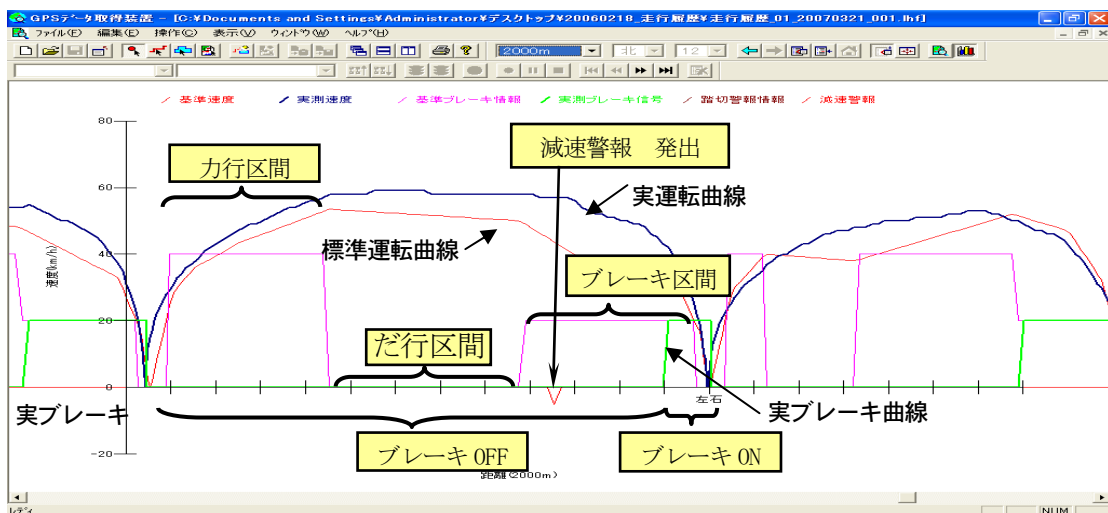 GPSデータ取得装置 - [C:¥Documents and Settings¥Administrator¥デスクトップ¥20060218_走行履歴¥走行履歴_01_20070321_001.lhf]
ファイル(F) 編集(E) 操作(C) 表示(V) ウィンドウ(W) ヘルプ(H)
2000m 北 12
基準速度 実測速度 基準ブレーキ情報 実測ブレーキ信号 踏切警報情報 減速警報
80
減速警報 発出
力行区間
60
実運転曲線
標準運転曲線
40
速度(km/h)
ブレーキ区間
20
だ行区間
0
実ブレーキ
左石
実ブレーキ曲線
ブレーキ OFF
ブレーキ ON
-20
距離(2000m)
レディ
NUM